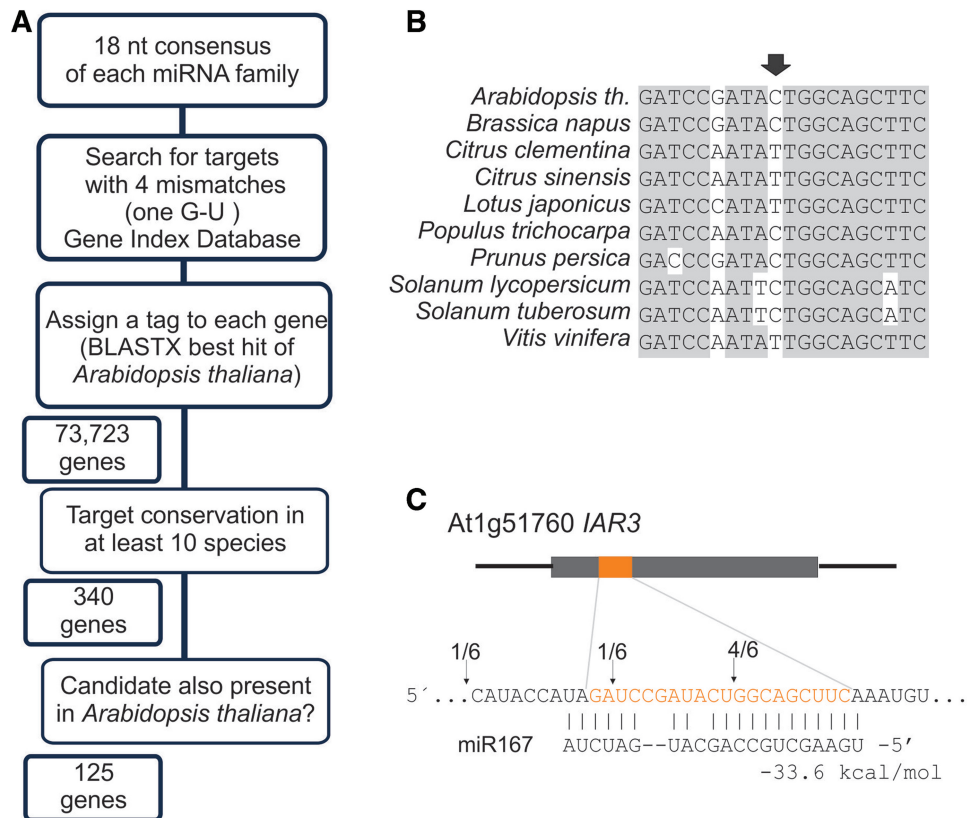 A
18 nt consensus
of each miRNA family
Search for targets
with 4 mismatches
(one G-U )
Gene Index Database
Assign a tag to each gene
(BLASTX best hit of
Arabidopsis thaliana)
73,723
genes
Target conservation in
at least 10 species
340
genes
Candidate also present
in Arabidopsis thaliana?
125
genes
B
Arabidopsis th. GATCCGATACTGGCAGCTTC
Brassica napus GATCCGATACTGGCAGCTTC
Citrus clementina GATCCAATATTGGCAGCTTC
Citrus sinensis GATCCAATATTGGCAGCTTC
Lotus japonicus GATCCCATATTGGCAGCTTC
Populus trichocarpa GATCCAATACTGGCAGCTTC
Prunus persica GACCCGATACTGGCAGCTTC
Solanum lycopersicum GATCCAATTCTGGCAGCATC
Solanum tuberosum GATCCAATTCTGGCAGCATC
Vitis vinifera GATCCAATATTGGCAGCTTC
C
At1g51760 IAR3
1/6 1/6 4/6
5´...CAUACCAUAGAUCCGAUACUGGCAGCUUCAAAUGU...
miR167 AUCUAG--UACGACCGUCGAAGU -5’
-33.6 kcal/mol